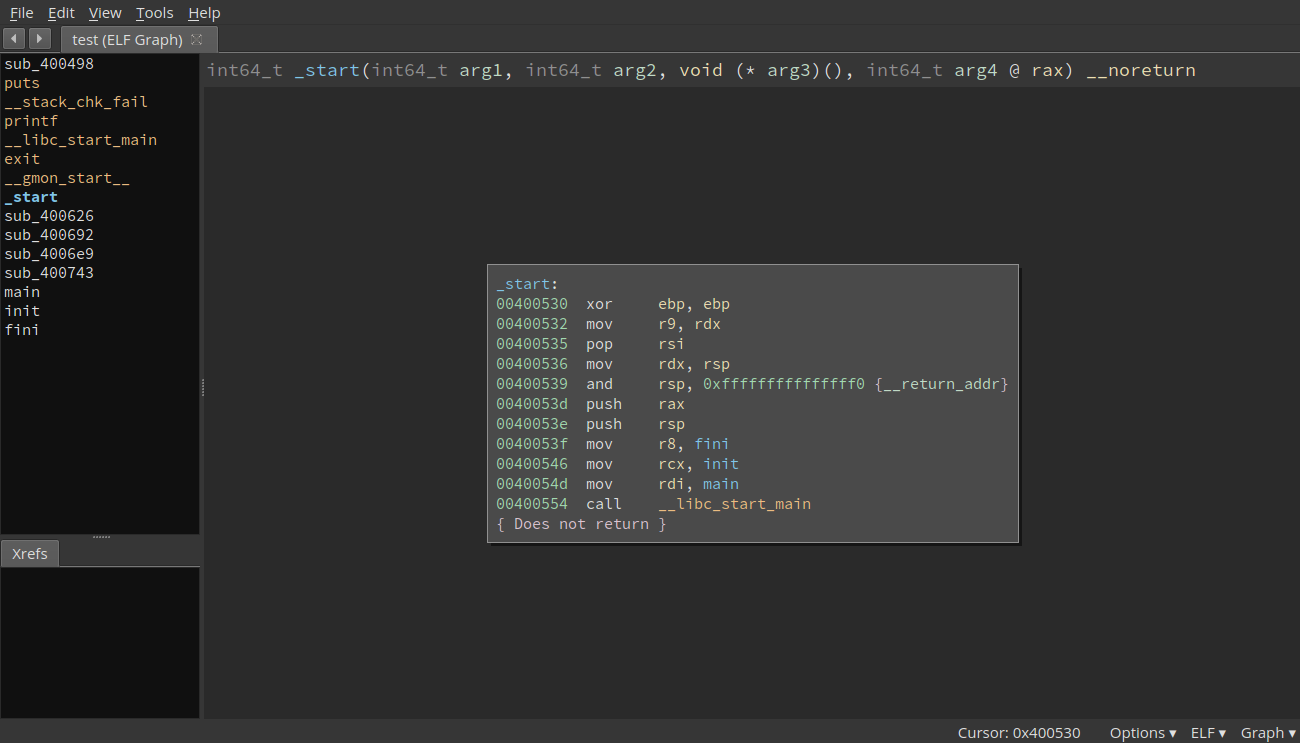 File Edit View Tools Help
test (ELF Graph)
sub_400498
puts
__stack_chk_fail
printf
__libc_start_main
exit
__gmon_start__
_start
sub_400626
sub_400692
sub_4006e9
sub_400743
main
init
fini
Xrefs
int64_t _start(int64_t arg1, int64_t arg2, void (* arg3)(), int64_t arg4 @ rax) __noreturn
_start:
00400530 xor ebp, ebp
00400532 mov r9, rdx
00400535 pop rsi
00400536 mov rdx, rsp
00400539 and rsp, 0xfffffffffffffff0 {__return_addr}
0040053d push rax
0040053e push rsp
0040053f mov r8, fini
00400546 mov rcx, init
0040054d mov rdi, main
00400554 call __libc_start_main
{ Does not return }
Cursor: 0x400530 Options ▾ ELF ▾ Graph ▾